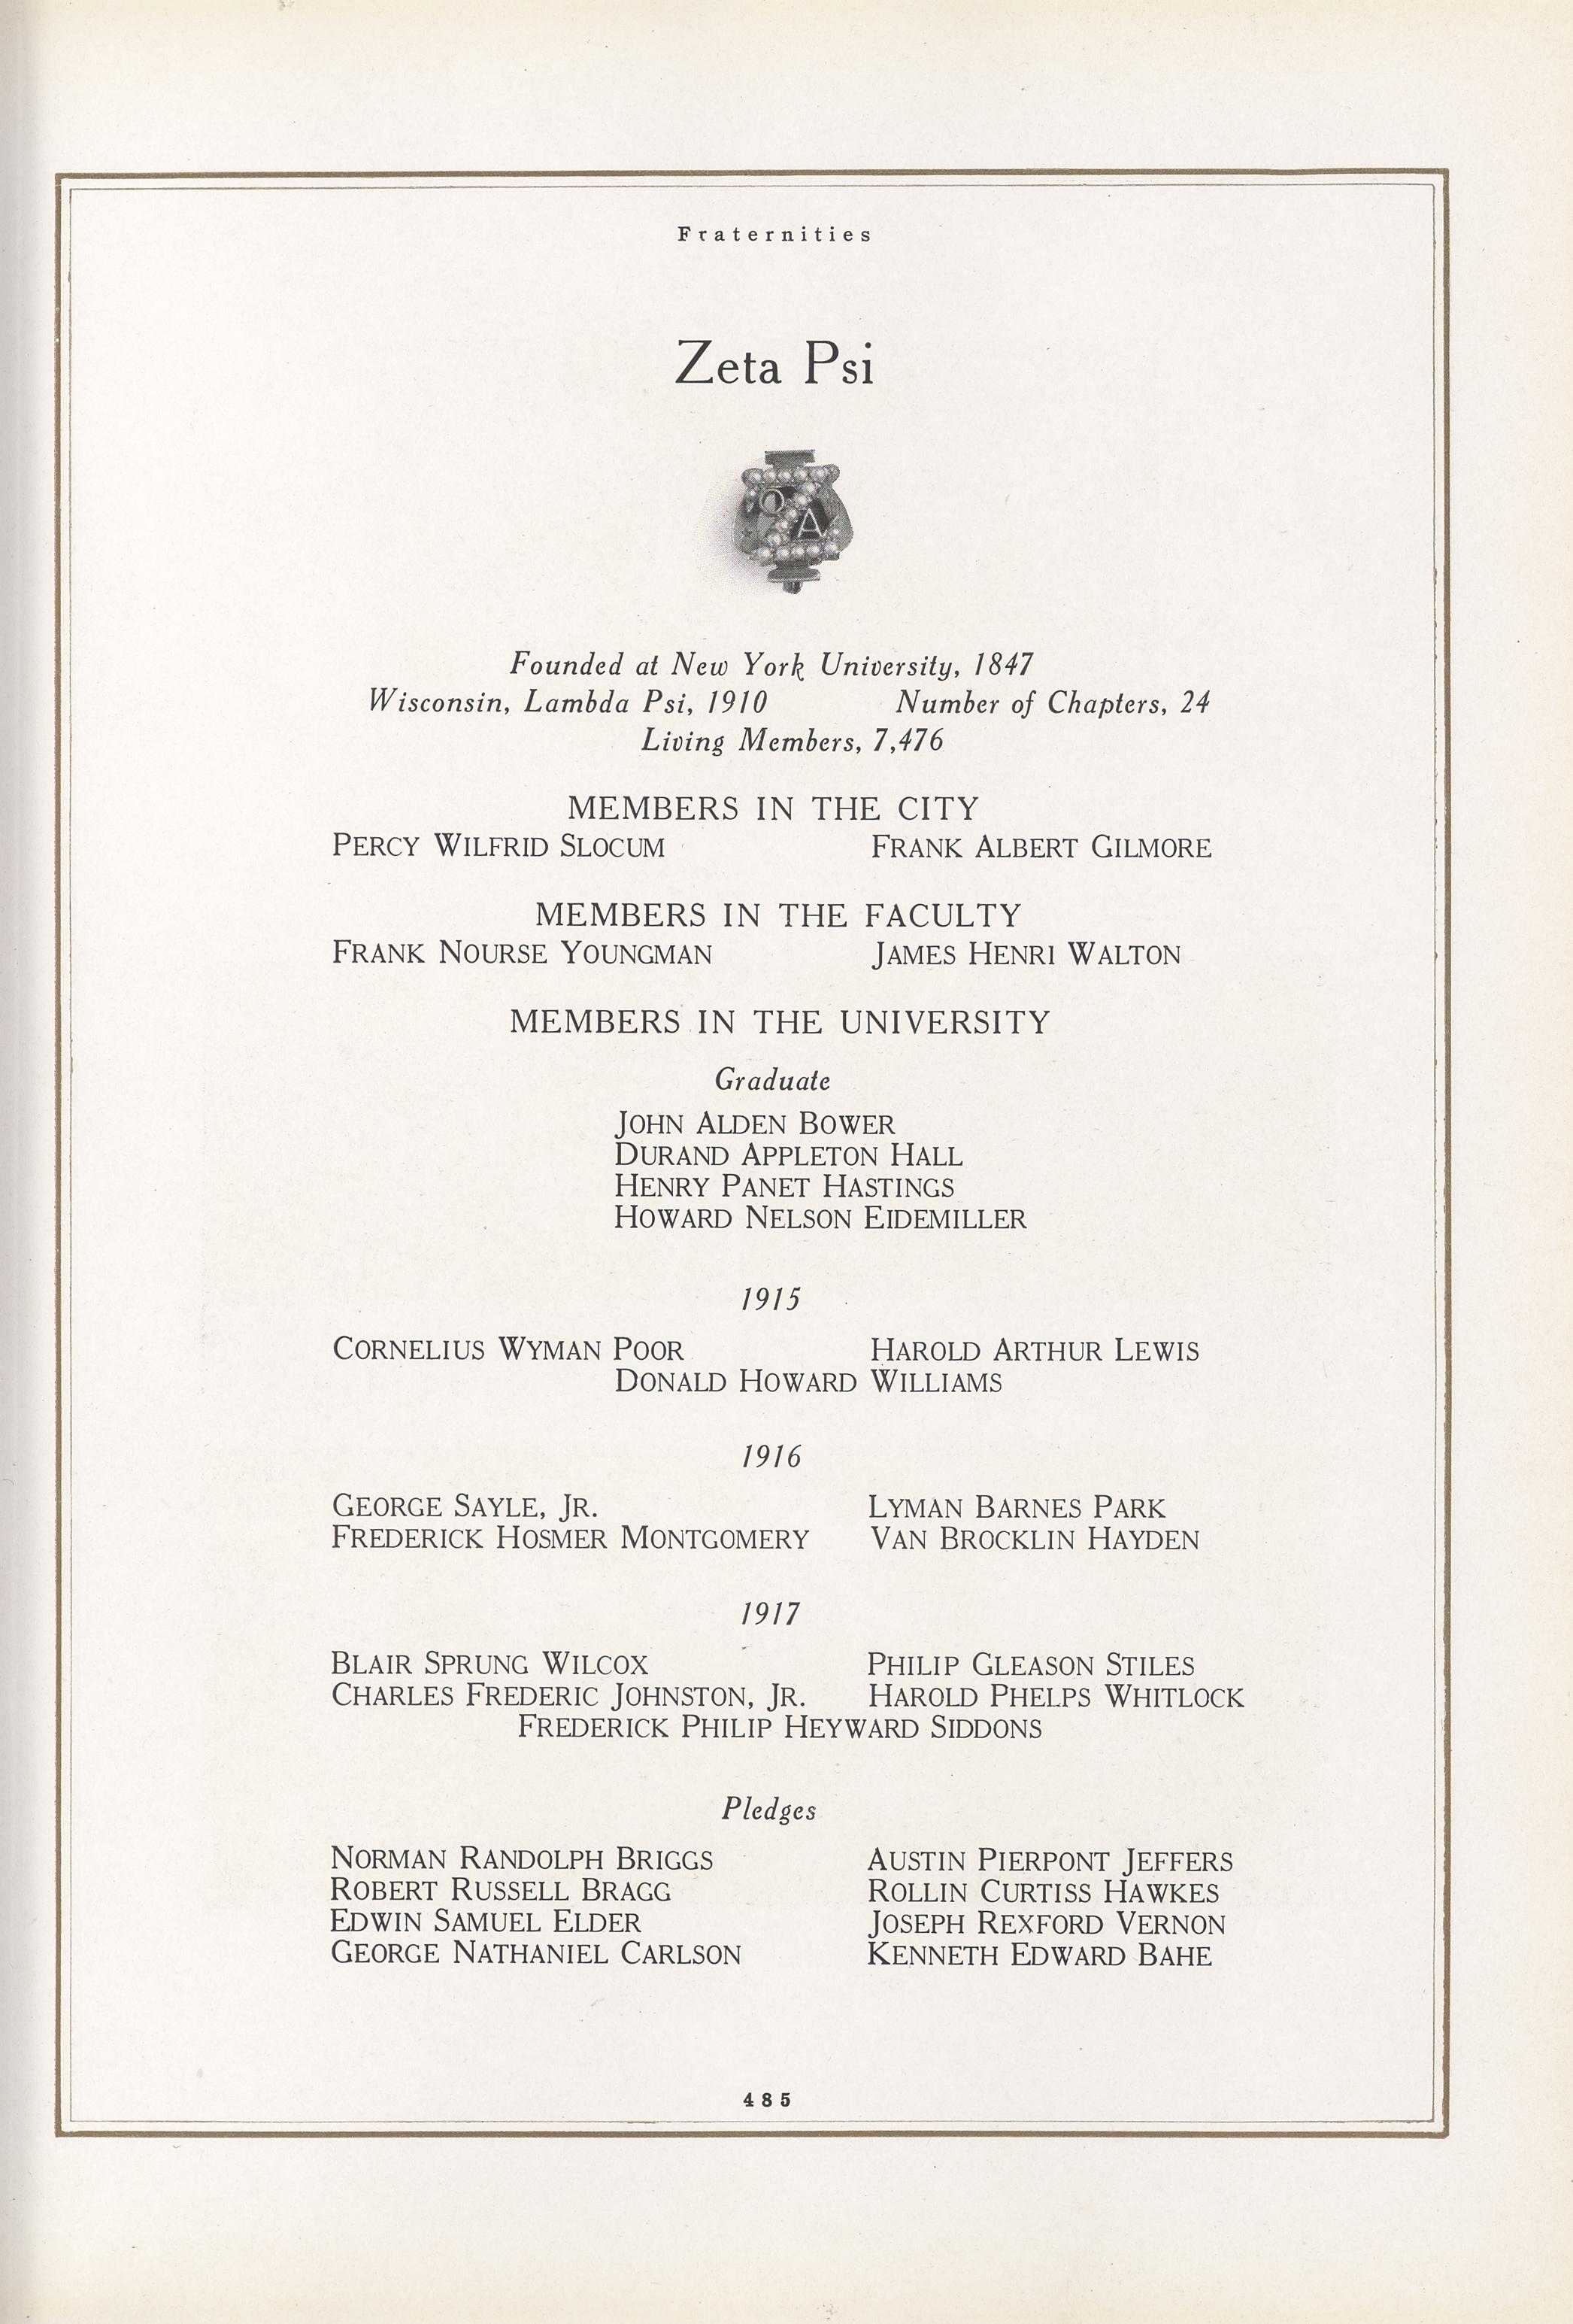 Fraternities
Zeta Psi
O A
Founded at New York University, 1847
Wisconsin, Lambda Psi, 1910 Number of Chapters, 24
Living Members, 7,476
MEMBERS IN THE CITY
PERCY WILFRID SLOCUM FRANK ALBERT GILMORE
MEMBERS IN THE FACULTY
FRANK NOURSE YOUNGMAN JAMES HENRI WALTON
MEMBERS IN THE UNIVERSITY
Graduate
JOHN ALDEN BOWER
DURAND APPLETON HALL
HENRY PANET HASTINGS
HOWARD NELSON EIDEMILLER
1915
CORNELIUS WYMAN POOR HAROLD ARTHUR LEWIS
DONALD HOWARD WILLIAMS
1916
GEORGE SAYLE, JR. LYMAN BARNES PARK
FREDERICK HOSMER MONTGOMERY VAN BROCKLIN HAYDEN
1917
BLAIR SPRUNG WILCOX PHILIP GLEASON STILES
CHARLES FREDERIC JOHNSTON, JR. HAROLD PHELPS WHITLOCK
FREDERICK PHILIP HEYWARD SIDDONS
Pledges
NORMAN RANDOLPH BRIGGS AUSTIN PIERPONT JEFFERS
ROBERT RUSSELL BRAGG ROLLIN CURTISS HAWKES
EDWIN SAMUEL ELDER JOSEPH REXFORD VERNON
GEORGE NATHANIEL CARLSON KENNETH EDWARD BAHE
485